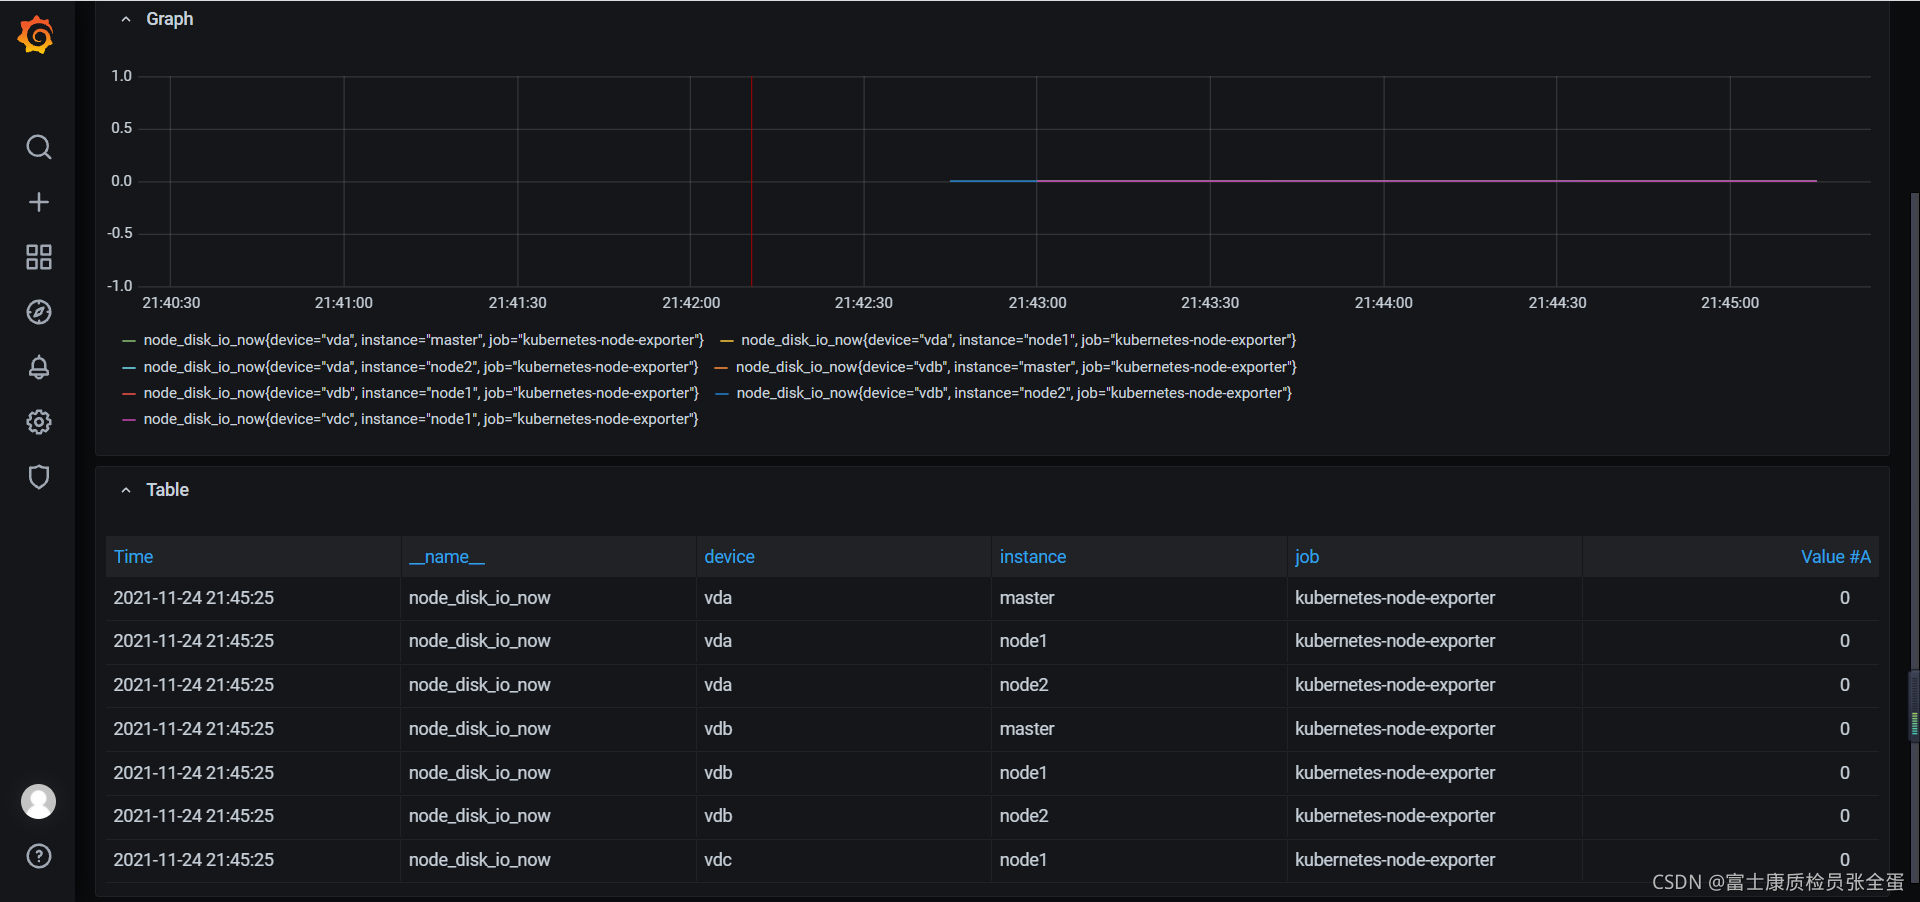 Graph
1.0
0.5
0.0
-0.5
-1.0
21:40:30 21:41:00 21:41:30 21:42:00 21:42:30 21:43:00 21:43:30 21:44:00 21:44:30 21:45:00
node_disk_io_now{device="vda", instance="master", job="kubernetes-node-exporter"} node_disk_io_now{device="vda", instance="node1", job="kubernetes-node-exporter"}
node_disk_io_now{device="vda", instance="node2", job="kubernetes-node-exporter"} node_disk_io_now{device="vdb", instance="master", job="kubernetes-node-exporter"}
node_disk_io_now{device="vdb", instance="node1", job="kubernetes-node-exporter"} node_disk_io_now{device="vdb", instance="node2", job="kubernetes-node-exporter"}
node_disk_io_now{device="vdc", instance="node1", job="kubernetes-node-exporter"}
Table
Time __name__ device instance job Value #A
2021-11-24 21:45:25 node_disk_io_now vda master kubernetes-node-exporter 0
2021-11-24 21:45:25 node_disk_io_now vda node1 kubernetes-node-exporter 0
2021-11-24 21:45:25 node_disk_io_now vda node2 kubernetes-node-exporter 0
2021-11-24 21:45:25 node_disk_io_now vdb master kubernetes-node-exporter 0
2021-11-24 21:45:25 node_disk_io_now vdb node1 kubernetes-node-exporter 0
2021-11-24 21:45:25 node_disk_io_now vdb node2 kubernetes-node-exporter 0
2021-11-24 21:45:25 node_disk_io_now vdc node1 kubernetes-node-exporter 0
CSDN @富士康质检员张全蛋